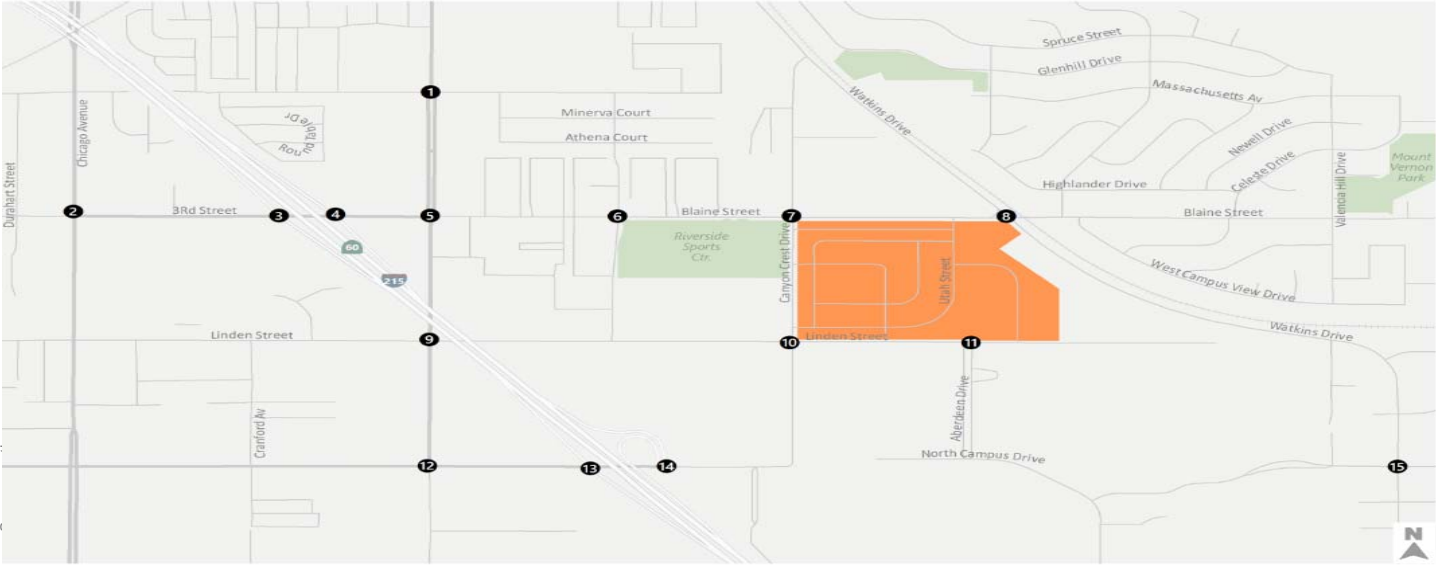 Spruce Street
Glenhill Drive
Massachusetts Av
Watkins Drive
1
Minerva Court
Athena Court
Round Table Dr
Chicago Avenue
Durahart Street
Newell Drive
Celeste Drive
Mount
Vernon
Park
Highlander Drive
Valencia Hill Drive
2
3Rd Street
3
4
5
6
Blaine Street
7
8
Blaine Street
60
215
Riverside
Sports
Ctr.
Canyon Crest Drive
Utah Street
West Campus View Drive
Watkins Drive
Linden Street
9
10
Linden Street
11
Cranford Av
Aberdeen Drive
North Campus Drive
12
13
14
15
N